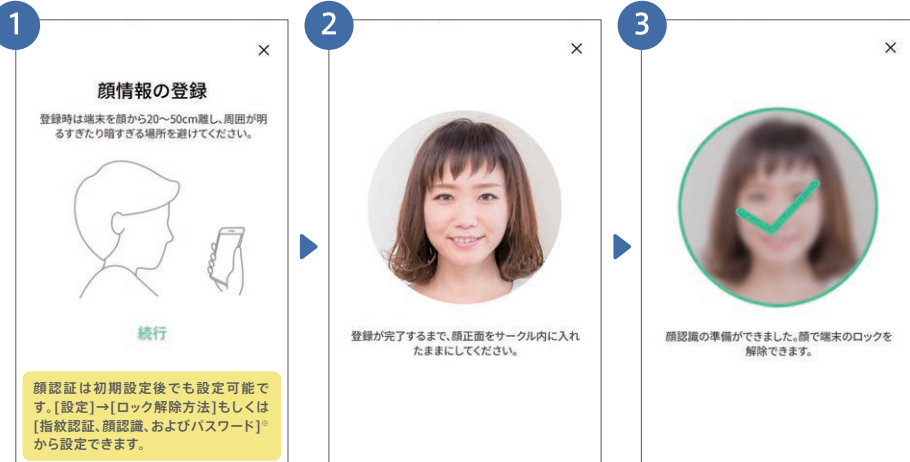 1
×
顔情報の登録
登録時は端末を顔から20〜50cm離し、周囲が明
るすぎたり暗すぎる場所を避けてください。
続行
顔認証は初期設定後でも設定可能で
す。[設定]→[ロック解除方法]もしくは
[指紋認証、顔認識、およびパスワード]※
から設定できます。
2
×
登録が完了するまで、顔正面をサークル内に入れ
たままにしてください。
3
×
顔認識の準備ができました。顔で端末のロックを
解除できます。